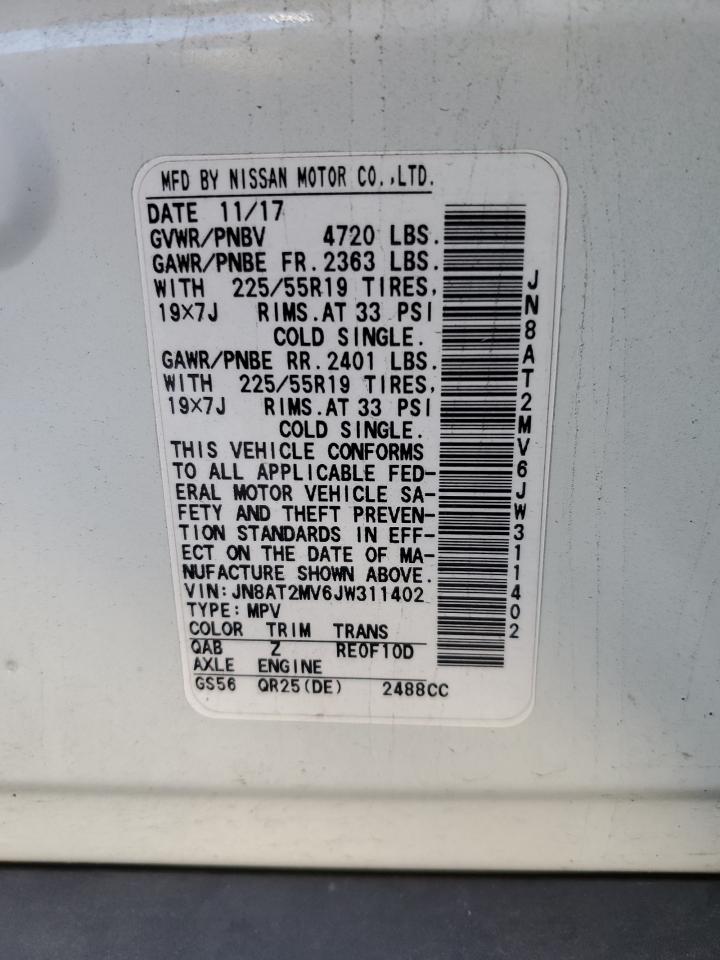 MFD BY NISSAN MOTOR CO.,LTD.
DATE 11/17
GVWR/PNBV 4720 LBS.
GAWR/PNBE FR. 2363 LBS.
WITH 225/55R19 TIRES,
19×7J RIMS.AT 33 PSI
COLD SINGLE.
GAWR/PNBE RR. 2401 LBS.
WITH 225/55R19 TIRES,
19×7J RIMS.AT 33 PSI
COLD SINGLE.
THIS VEHICLE CONFORMS
TO ALL APPLICABLE FED-
ERAL MOTOR VEHICLE SA-
FETY AND THEFT PREVEN-
TION STANDARDS IN EFF-
ECT ON THE DATE OF MA-
NUFACTURE SHOWN ABOVE.
VIN:JN8AT2MV6JW311402
TYPE:MPV
COLOR TRIM TRANS
QAB Z RE0F10D
AXLE ENGINE
GS56 QR25(DE) 2488CC
JN8AT2MV6JW311402